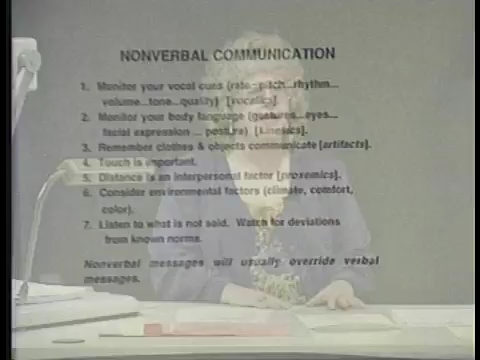 NONVERBAL COMMUNICATION
1. Monitor your vocal cues (rate...pitch...rhythm...
volume...tone...quality) [vocalics].
2. Monitor your body language (gestures...eyes...
facial expression ... posture) [kinesics].
3. Remember clothes & objects communicate [artifacts].
4. Touch is important.
5. Distance is an interpersonal factor [proxemics].
6. Consider environmental factors (climate, comfort,
color).
7. Listen to what is not said. Watch for deviations
from known norms.
Nonverbal messages will usually override verbal
messages.